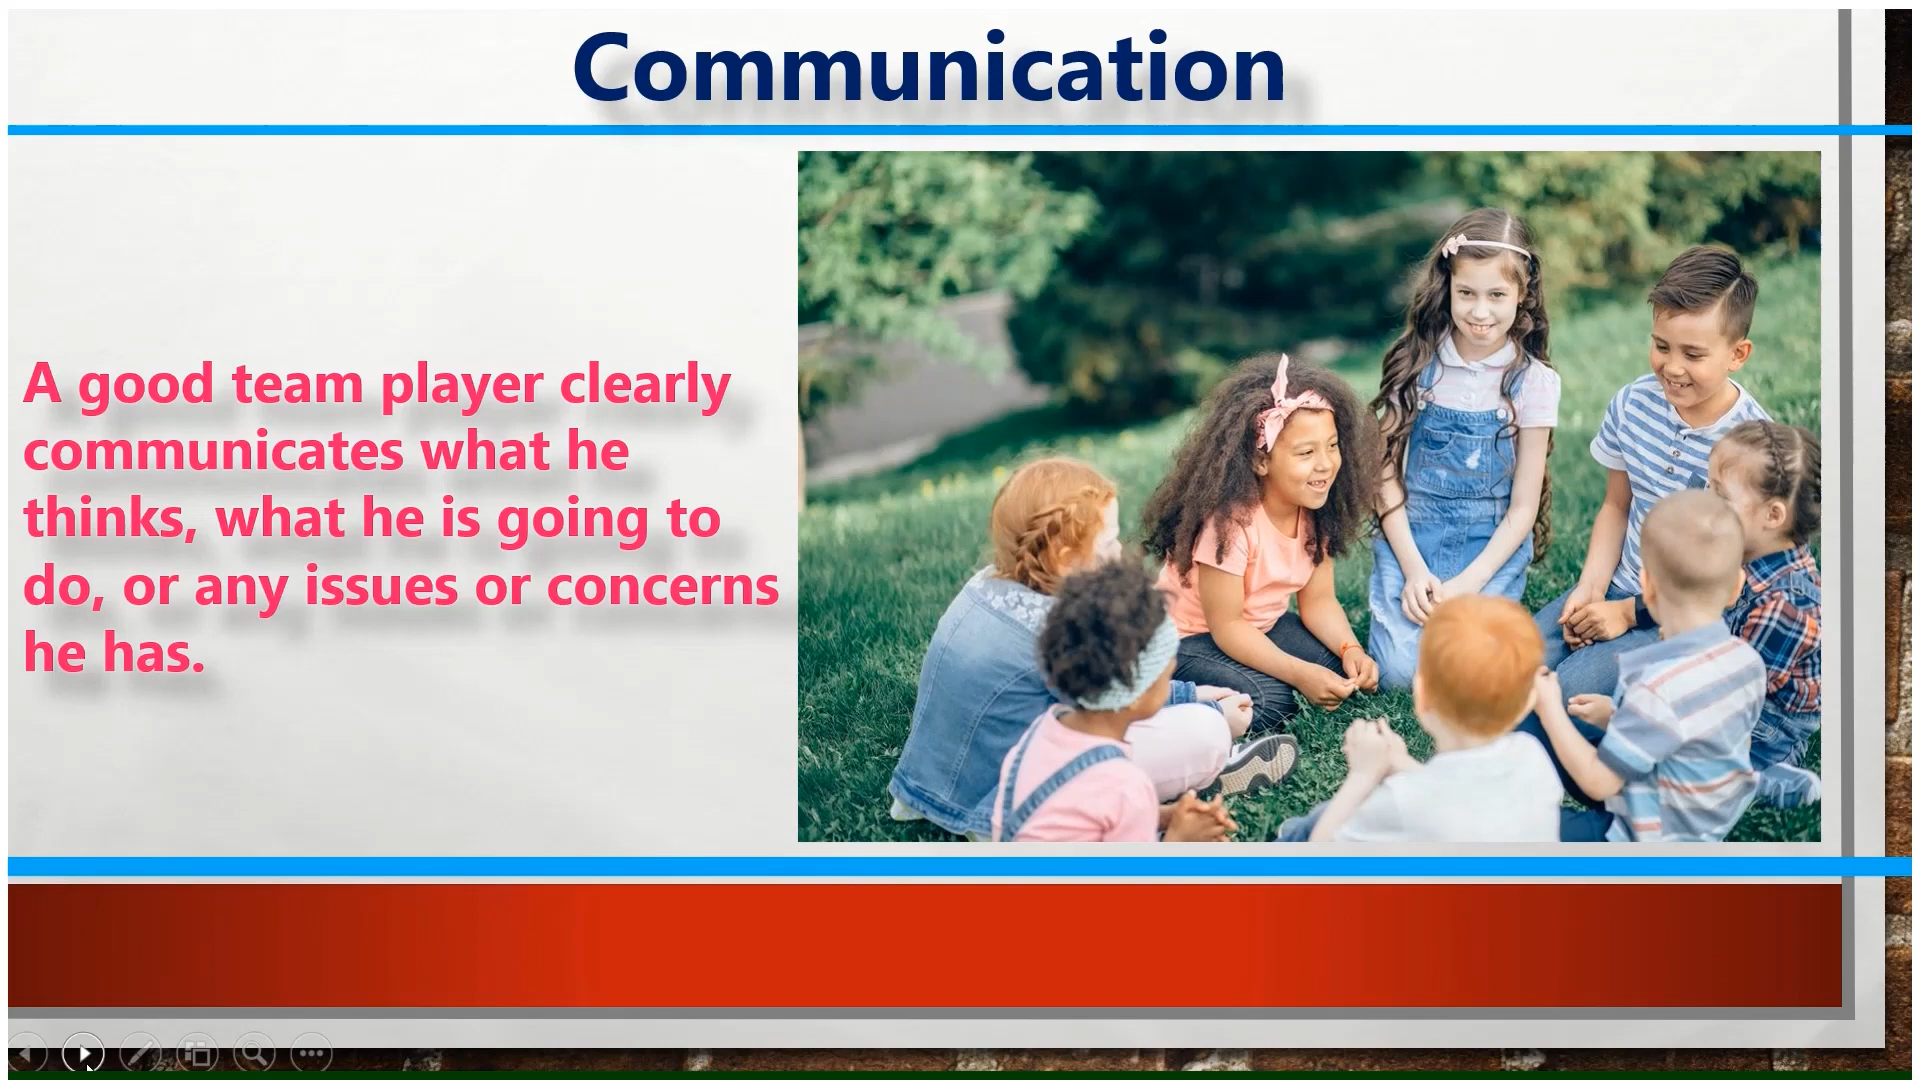 Communication
A good team player clearly
communicates what he
thinks, what he is going to
do, or any issues or concerns
he has.